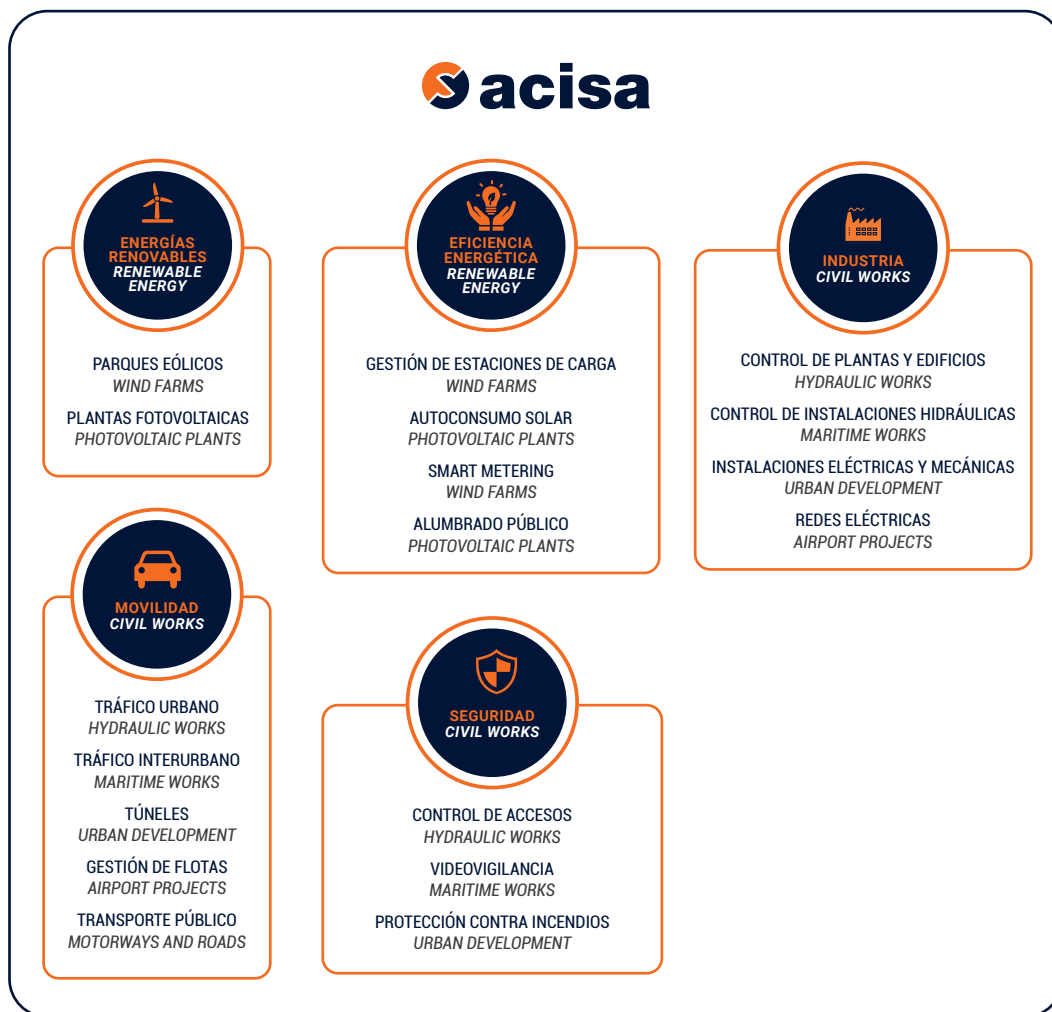 acisa
ENERGÍAS
RENOVABLES
RENEWABLE
ENERGY
PARQUES EÓLICOS
WIND FARMS
PLANTAS FOTOVOLTAICAS
PHOTOVOLTAIC PLANTS
EFICIENCIA
ENERGÉTICA
RENEWABLE
ENERGY
GESTIÓN DE ESTACIONES DE CARGA
WIND FARMS
AUTOCONSUMO SOLAR
PHOTOVOLTAIC PLANTS
SMART METERING
WIND FARMS
ALUMBRADO PÚBLICO
PHOTOVOLTAIC PLANTS
INDUSTRIA
CIVIL WORKS
CONTROL DE PLANTAS Y EDIFICIOS
HYDRAULIC WORKS
CONTROL DE INSTALACIONES HIDRÁULICAS
MARITIME WORKS
INSTALACIONES ELÉCTRICAS Y MECÁNICAS
URBAN DEVELOPMENT
REDES ELÉCTRICAS
AIRPORT PROJECTS
MOVILIDAD
CIVIL WORKS
TRÁFICO URBANO
HYDRAULIC WORKS
TRÁFICO INTERURBANO
MARITIME WORKS
TÚNELES
URBAN DEVELOPMENT
GESTIÓN DE FLOTAS
AIRPORT PROJECTS
TRANSPORTE PÚBLICO
MOTORWAYS AND ROADS
SEGURIDAD
CIVIL WORKS
CONTROL DE ACCESOS
HYDRAULIC WORKS
VIDEOVIGILANCIA
MARITIME WORKS
PROTECCIÓN CONTRA INCENDIOS
URBAN DEVELOPMENT